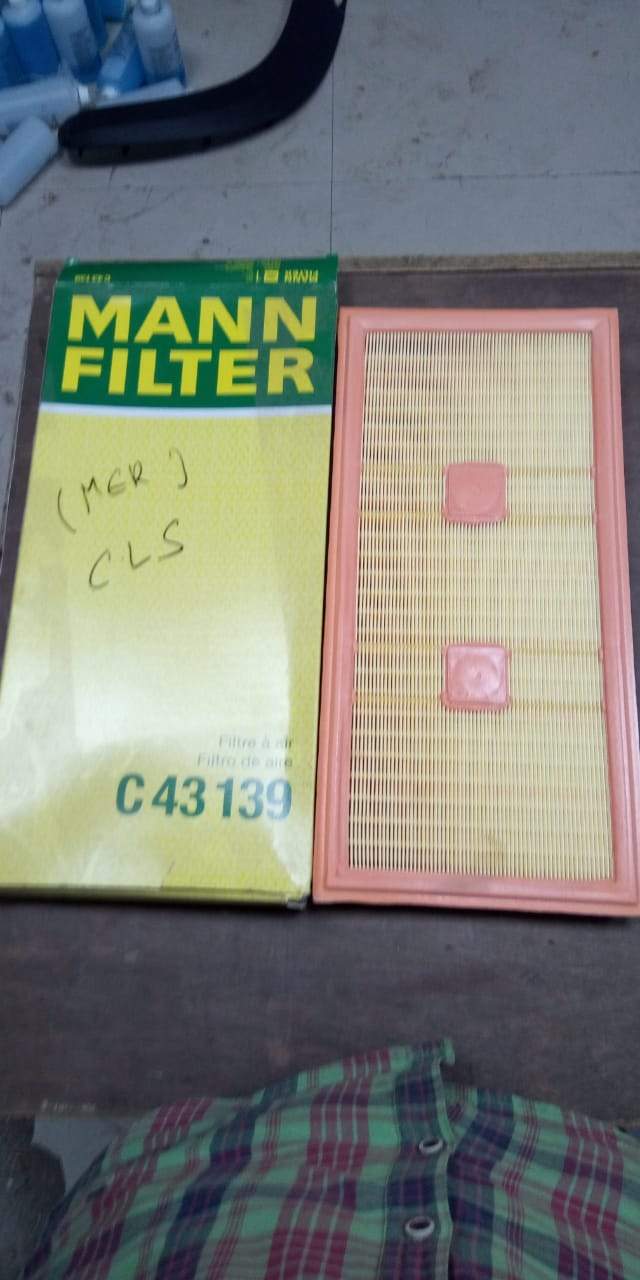 MANN
FILTER
(MER)
CLS
Filtre à air
Filtro de aire
C 43 139